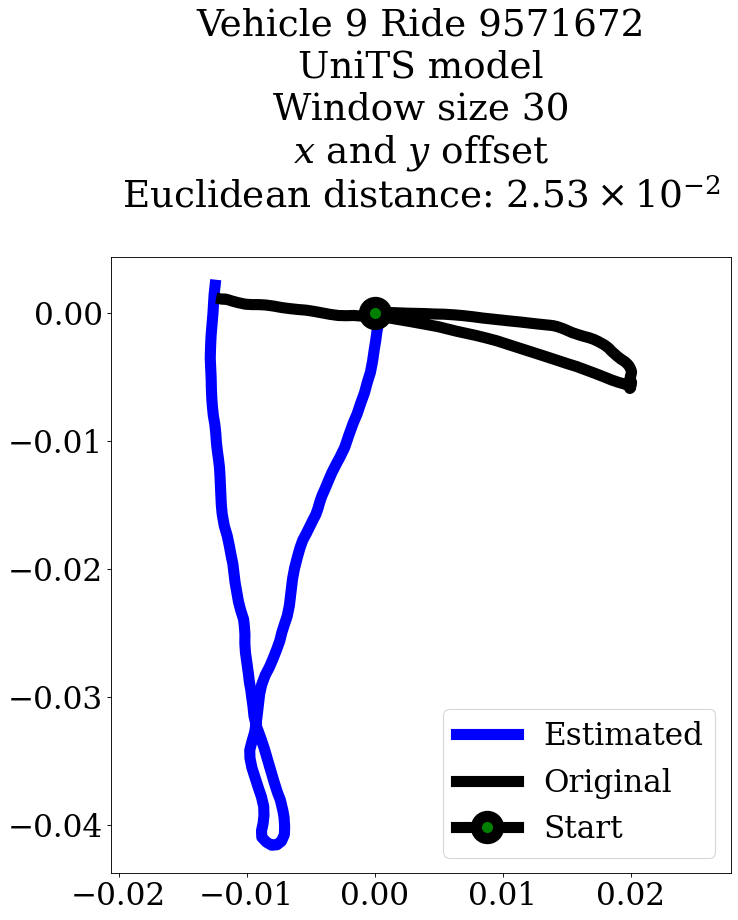 Vehicle 9 Ride 9571672
UniTS model
Window size 30
x and y offset
Euclidean distance: 2.53 × 10⁻²
0.00
−0.01
−0.02
−0.03
−0.04
Estimated
Original
Start
−0.02 −0.01 0.00 0.01 0.02